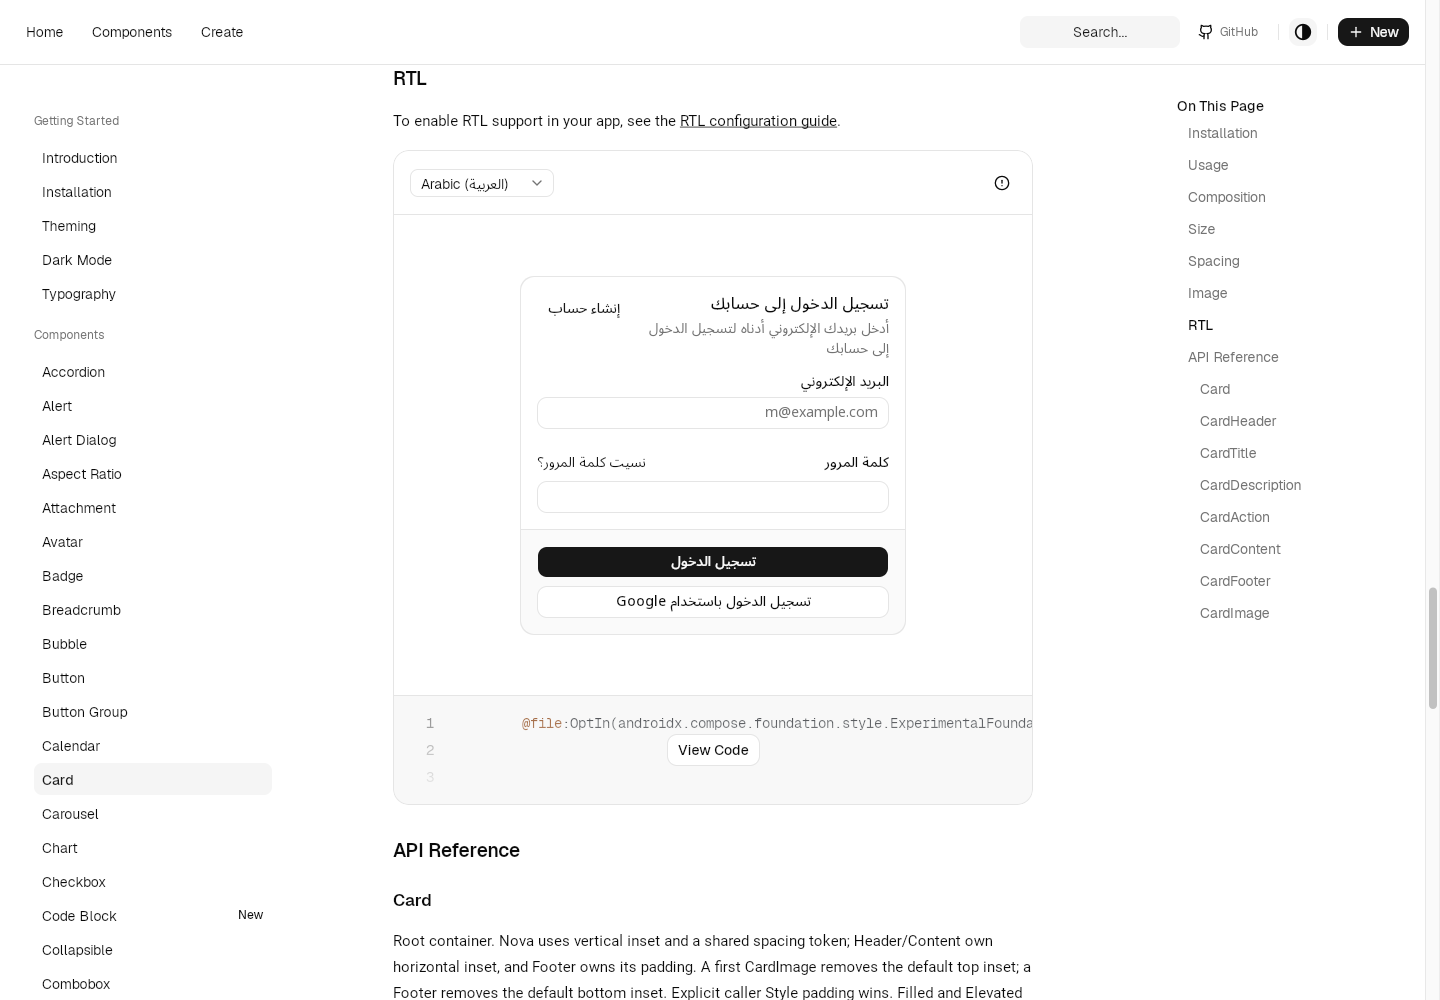 Home
Components
Create
Search...
GitHub
New
Getting Started
Introduction
Installation
Theming
Dark Mode
Typography
Components
Accordion
Alert
Alert Dialog
Aspect Ratio
Attachment
Avatar
Badge
Breadcrumb
Bubble
Button
Button Group
Calendar
Card
Carousel
Chart
Checkbox
Code Block
New
Collapsible
Combobox
RTL
To enable RTL support in your app, see the RTL configuration guide.
Arabic (العربية)
تسجيل الدخول إلى حسابك
إنشاء حساب
أدخل بريدك الإلكتروني أدناه لتسجيل الدخول
إلى حسابك
البريد الإلكتروني
m@example.com
كلمة المرور
نسيت كلمة المرور؟
تسجيل الدخول
تسجيل الدخول باستخدام Google
1 @file:OptIn(androidx.compose.foundation.style.ExperimentalFounda
2
View Code
3
API Reference
Card
Root container. Nova uses vertical inset and a shared spacing token; Header/Content own
horizontal inset, and Footer owns its padding. A first CardImage removes the default top inset; a
Footer removes the default bottom inset. Explicit caller Style padding wins. Filled and Elevated
On This Page
Installation
Usage
Composition
Size
Spacing
Image
RTL
API Reference
Card
CardHeader
CardTitle
CardDescription
CardAction
CardContent
CardFooter
CardImage